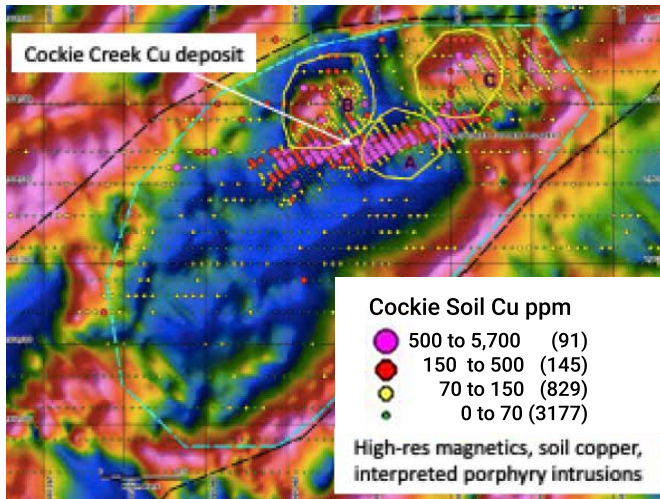 Cockie Creek Cu deposit
B
C
A
Cockie Soil Cu ppm
500 to 5,700 (91)
150 to 500 (145)
70 to 150 (829)
0 to 70 (3177)
High-res magnetics, soil copper,
interpreted porphyry intrusions